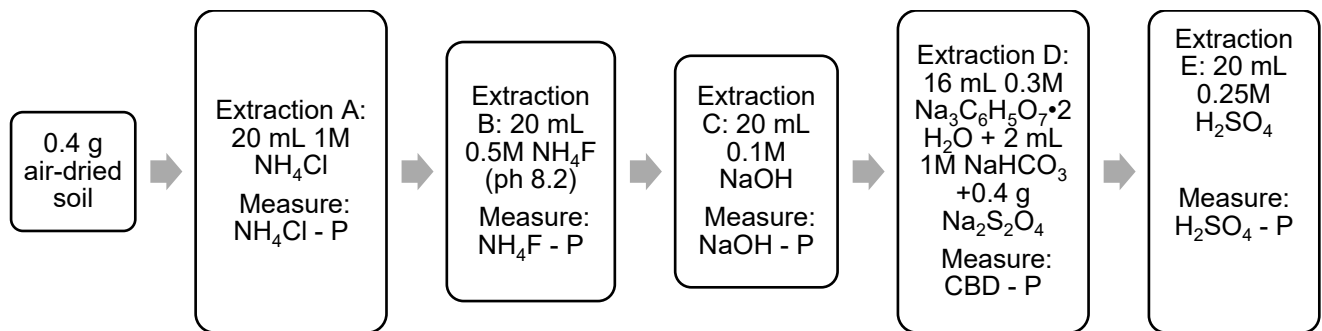 0.4 g
air-dried
soil
Extraction A:
20 mL 1M
NH₄Cl
Measure:
NH₄Cl - P
Extraction
B: 20 mL
0.5M NH₄F
(ph 8.2)
Measure:
NH₄F - P
Extraction
C: 20 mL
0.1M
NaOH
Measure:
NaOH - P
Extraction D:
16 mL 0.3M
Na₃C₆H₅O₇•2
H₂O + 2 mL
1M NaHCO₃
+0.4 g
Na₂S₂O₄
Measure:
CBD - P
Extraction
E: 20 mL
0.25M
H₂SO₄
Measure:
H₂SO₄ - P